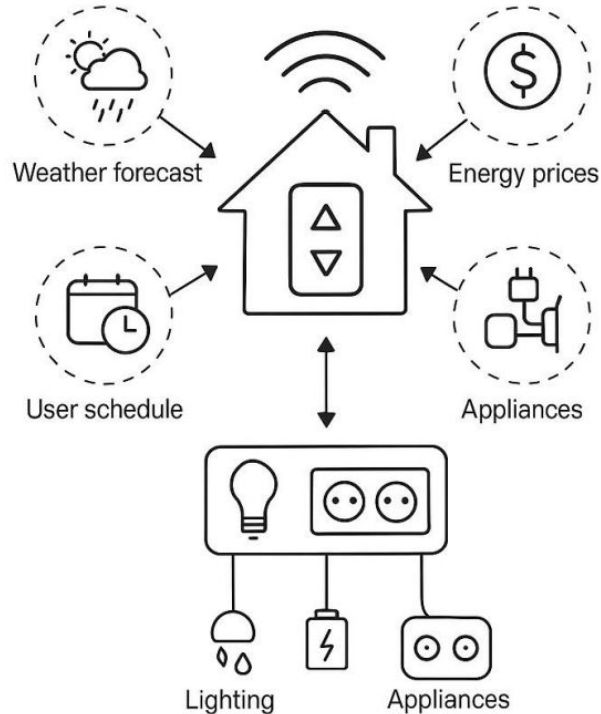 Weather forecast
$
Energy prices
User schedule
Appliances
Lighting
Appliances